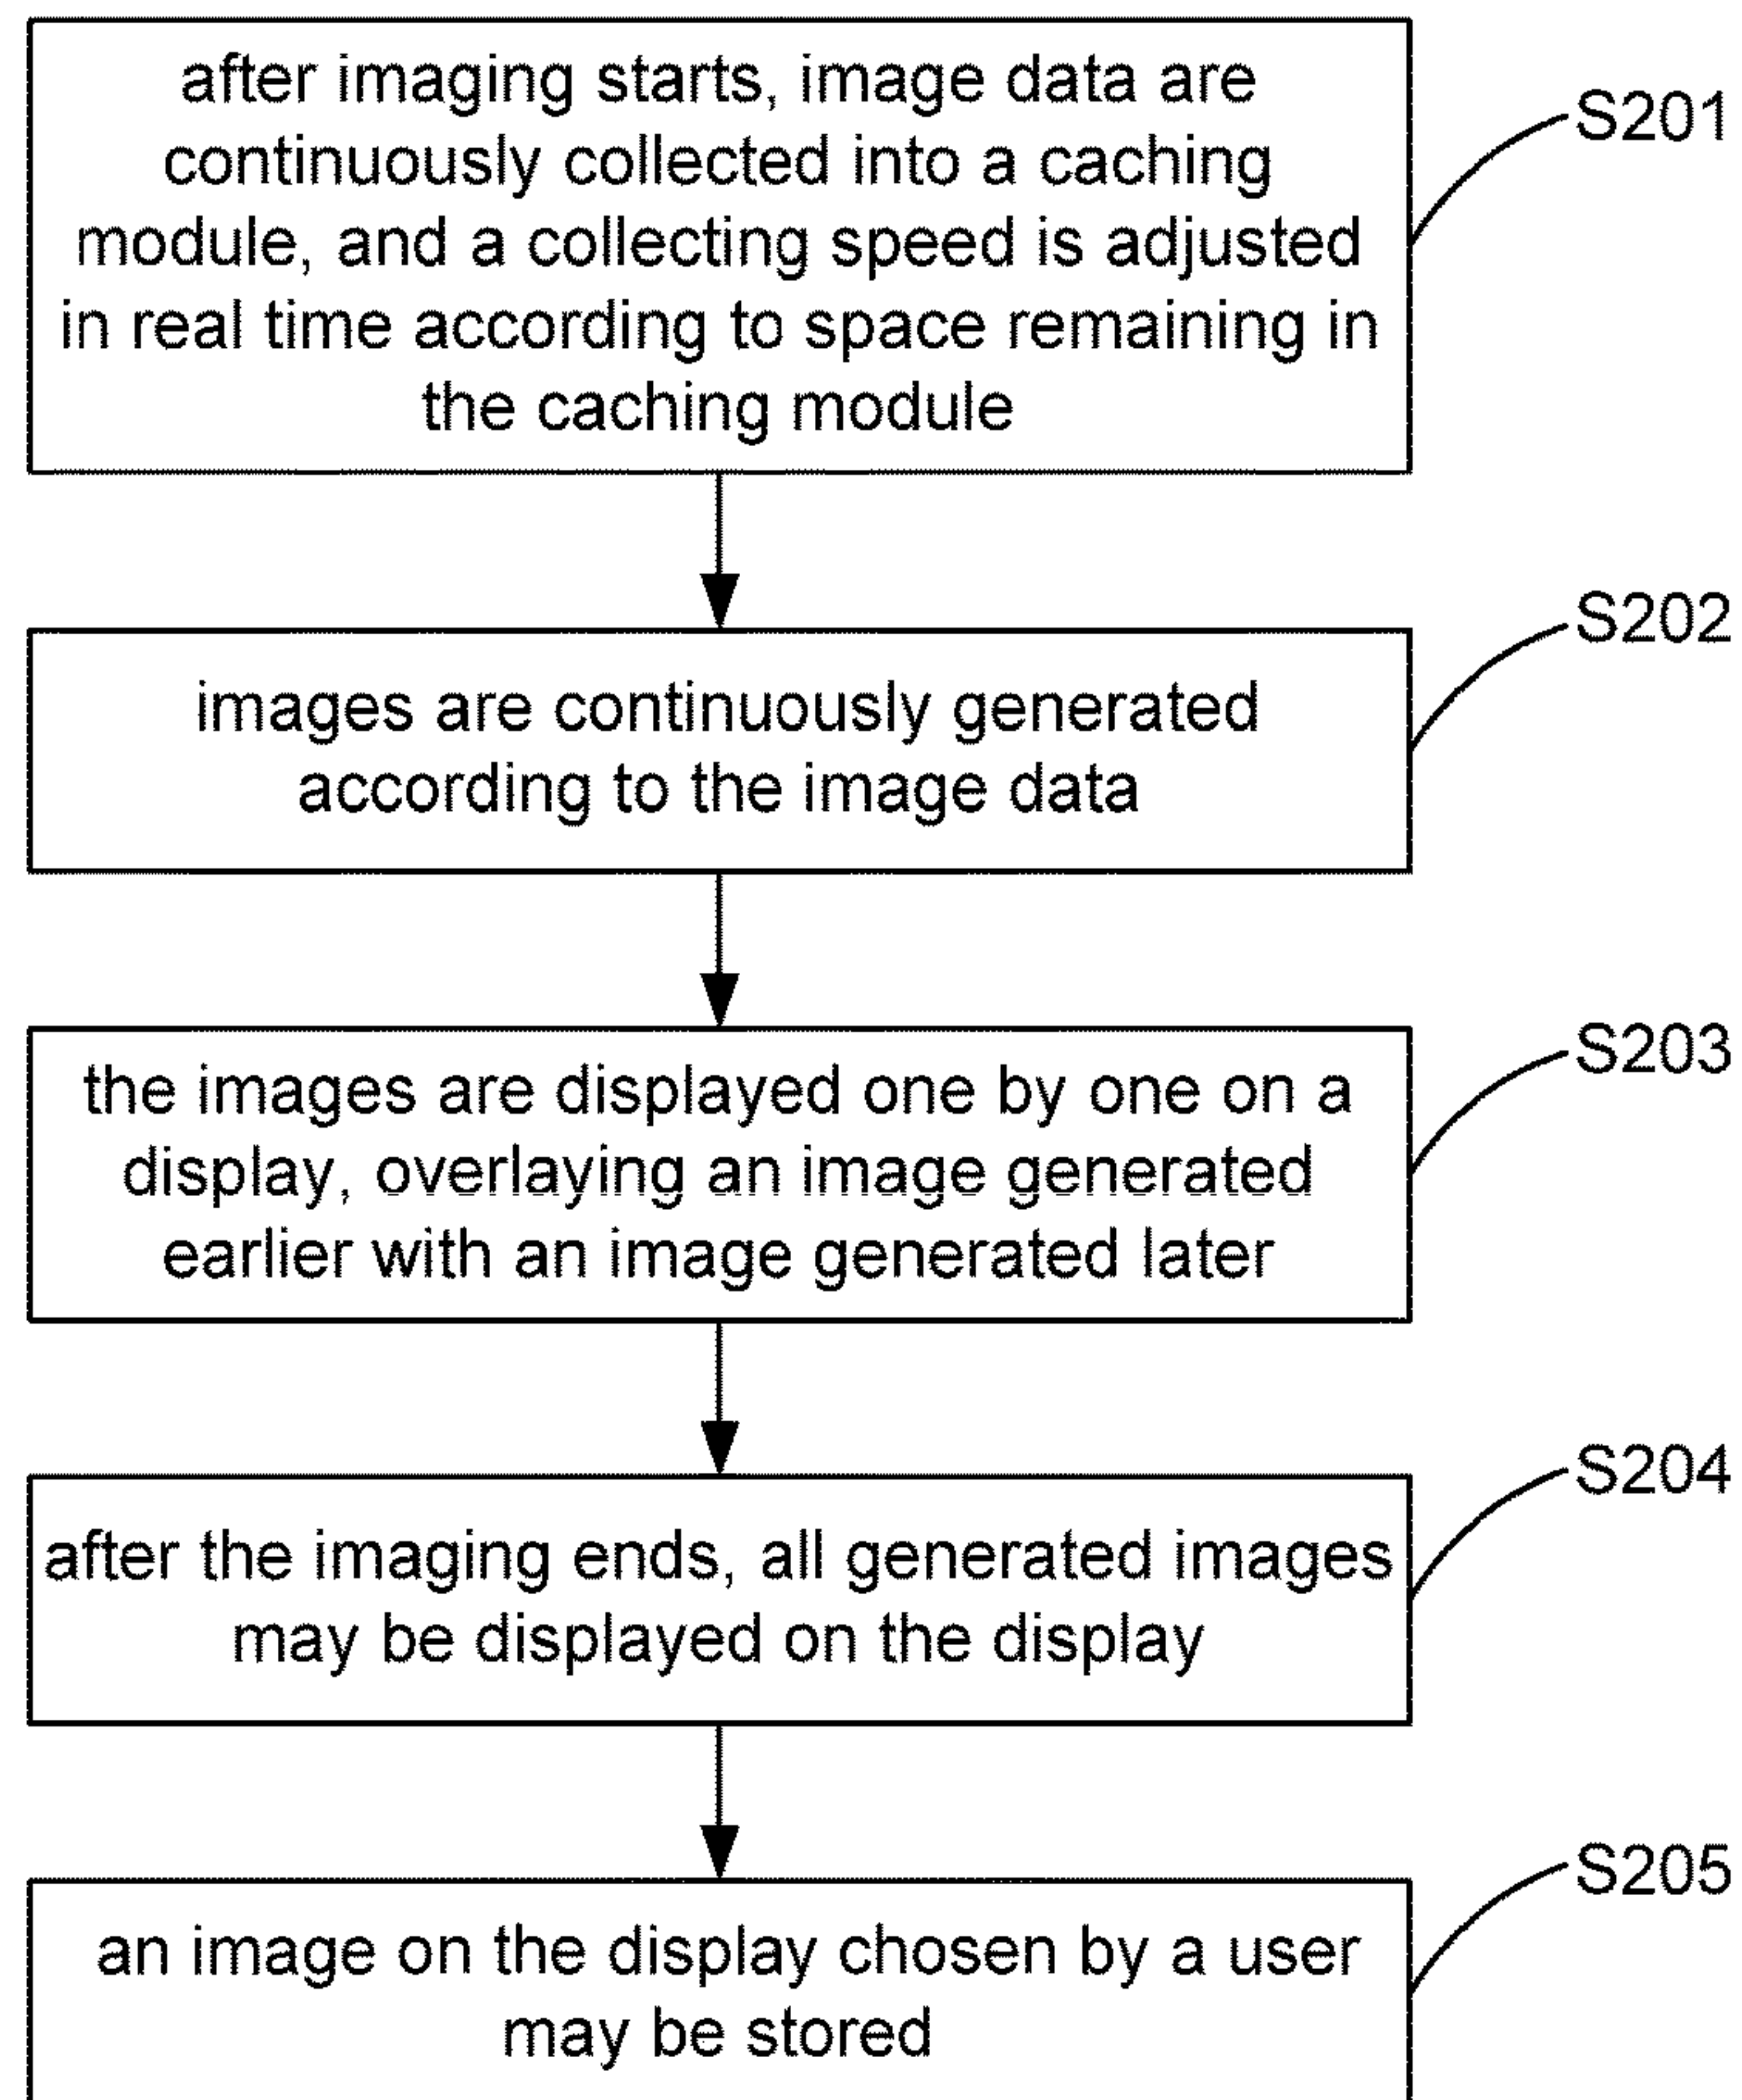 after imaging starts, image data are
continuously collected into a caching
module, and a collecting speed is adjusted
in real time according to space remaining in
the caching module
S201
images are continuously generated
according to the image data
S202
the images are displayed one by one on a
display, overlaying an image generated
earlier with an image generated later
S203
after the imaging ends, all generated images
may be displayed on the display
S204
an image on the display chosen by a user
may be stored
S205